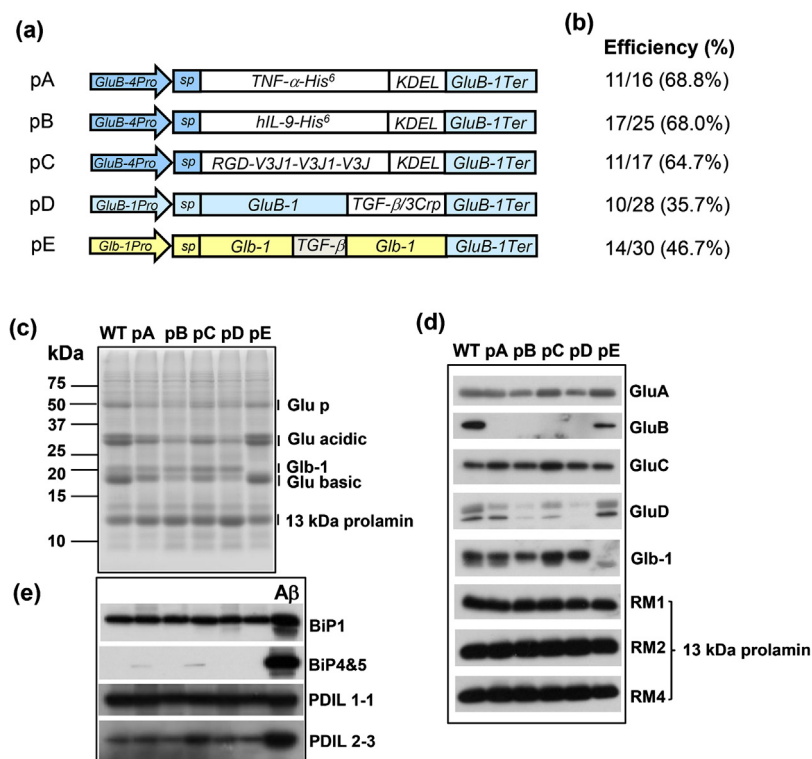 (a)
(b)
Efficiency (%)
pA GluB-4Pro sp TNF-α-His⁶ KDEL GluB-1Ter 11/16 (68.8%)
pB GluB-4Pro sp hIL-9-His⁶ KDEL GluB-1Ter 17/25 (68.0%)
pC GluB-4Pro sp RGD-V3J1-V3J1-V3J KDEL GluB-1Ter 11/17 (64.7%)
pD GluB-1Pro sp GluB-1 TGF-β/3Crp GluB-1Ter 10/28 (35.7%)
pE Glb-1Pro sp Glb-1 TGF-β Glb-1 GluB-1Ter 14/30 (46.7%)
(c)
WT pA pB pC pD pE
kDa
75
50
37
25
20
15
10
Glu p
Glu acidic
Glb-1
Glu basic
13 kDa prolamin
(d)
WT pA pB pC pD pE
GluA
GluB
GluC
GluD
Glb-1
RM1
RM2
RM4
13 kDa prolamin
(e)
Aβ
BiP1
BiP4&5
PDIL 1-1
PDIL 2-3